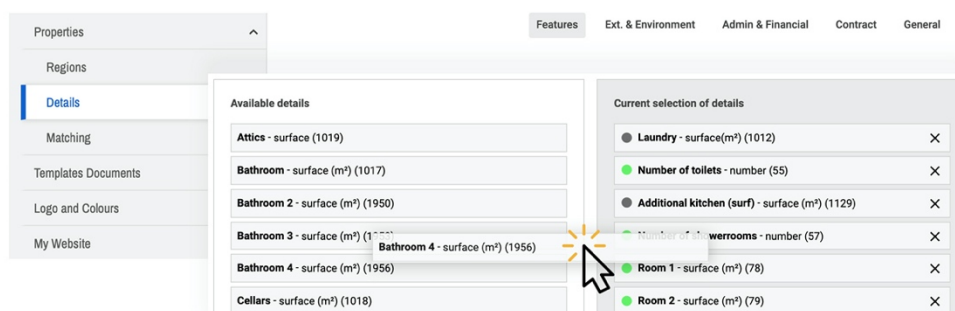 Properties
Regions
Details
Matching
Templates Documents
Logo and Colours
My Website
Features Ext. & Environment Admin & Financial Contract General
Available details
Attics - surface (1019)
Bathroom - surface (m²) (1017)
Bathroom 2 - surface (m²) (1950)
Bathroom 3 - surface (m²)
Bathroom 4 - surface (m²) (1956)
Bathroom 4 - surface (m²) (1956)
Cellars - surface (m²) (1018)
Current selection of details
Laundry - surface(m²) (1012)
Number of toilets - number (55)
Additional kitchen (surf) - surface (m²) (1129)
Number of showerrooms - number (57)
Room 1 - surface (m²) (78)
Room 2 - surface (m²) (79)